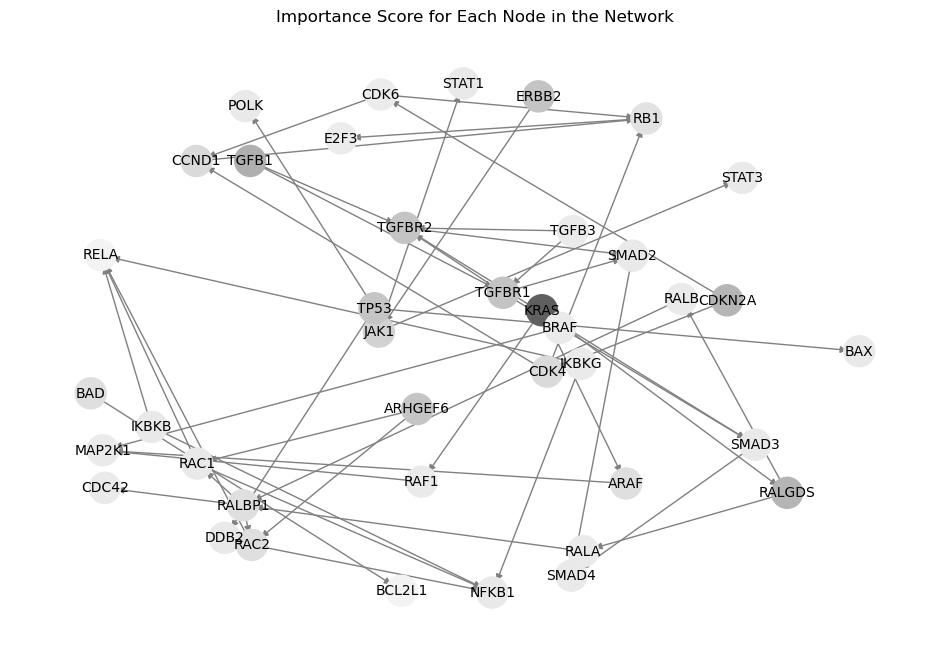 Importance Score for Each Node in the Network
STAT1
CDK6
ERBB2
POLK
RB1
E2F3
CCND1
TGFB1
STAT3
TGFBR2
TGFB3
RELA
SMAD2
TGFBR1
RALB
CDKN2A
TP53
KRAS
JAK1
BRAF
BAX
IKBKG
CDK4
BAD
ARHGEF6
IKBKB
SMAD3
MAP2K1
RAC1
RAF1
ARAF
CDC42
RALGDS
RALBP1
DDB2
RAC2
RALA
SMAD4
BCL2L1
NFKB1